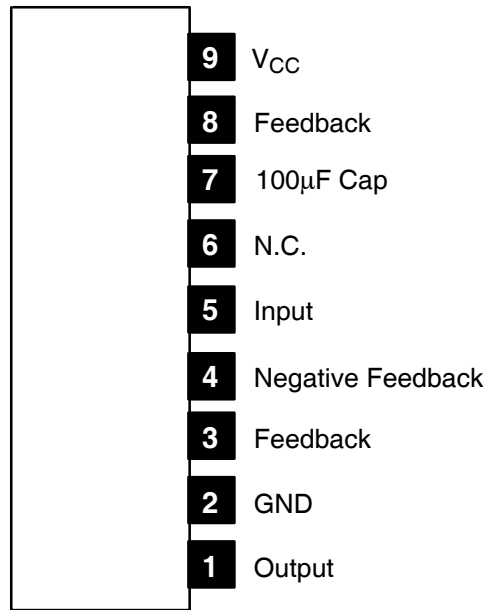 9 VCC
8 Feedback
7 100μF Cap
6 N.C.
5 Input
4 Negative Feedback
3 Feedback
2 GND
1 Output